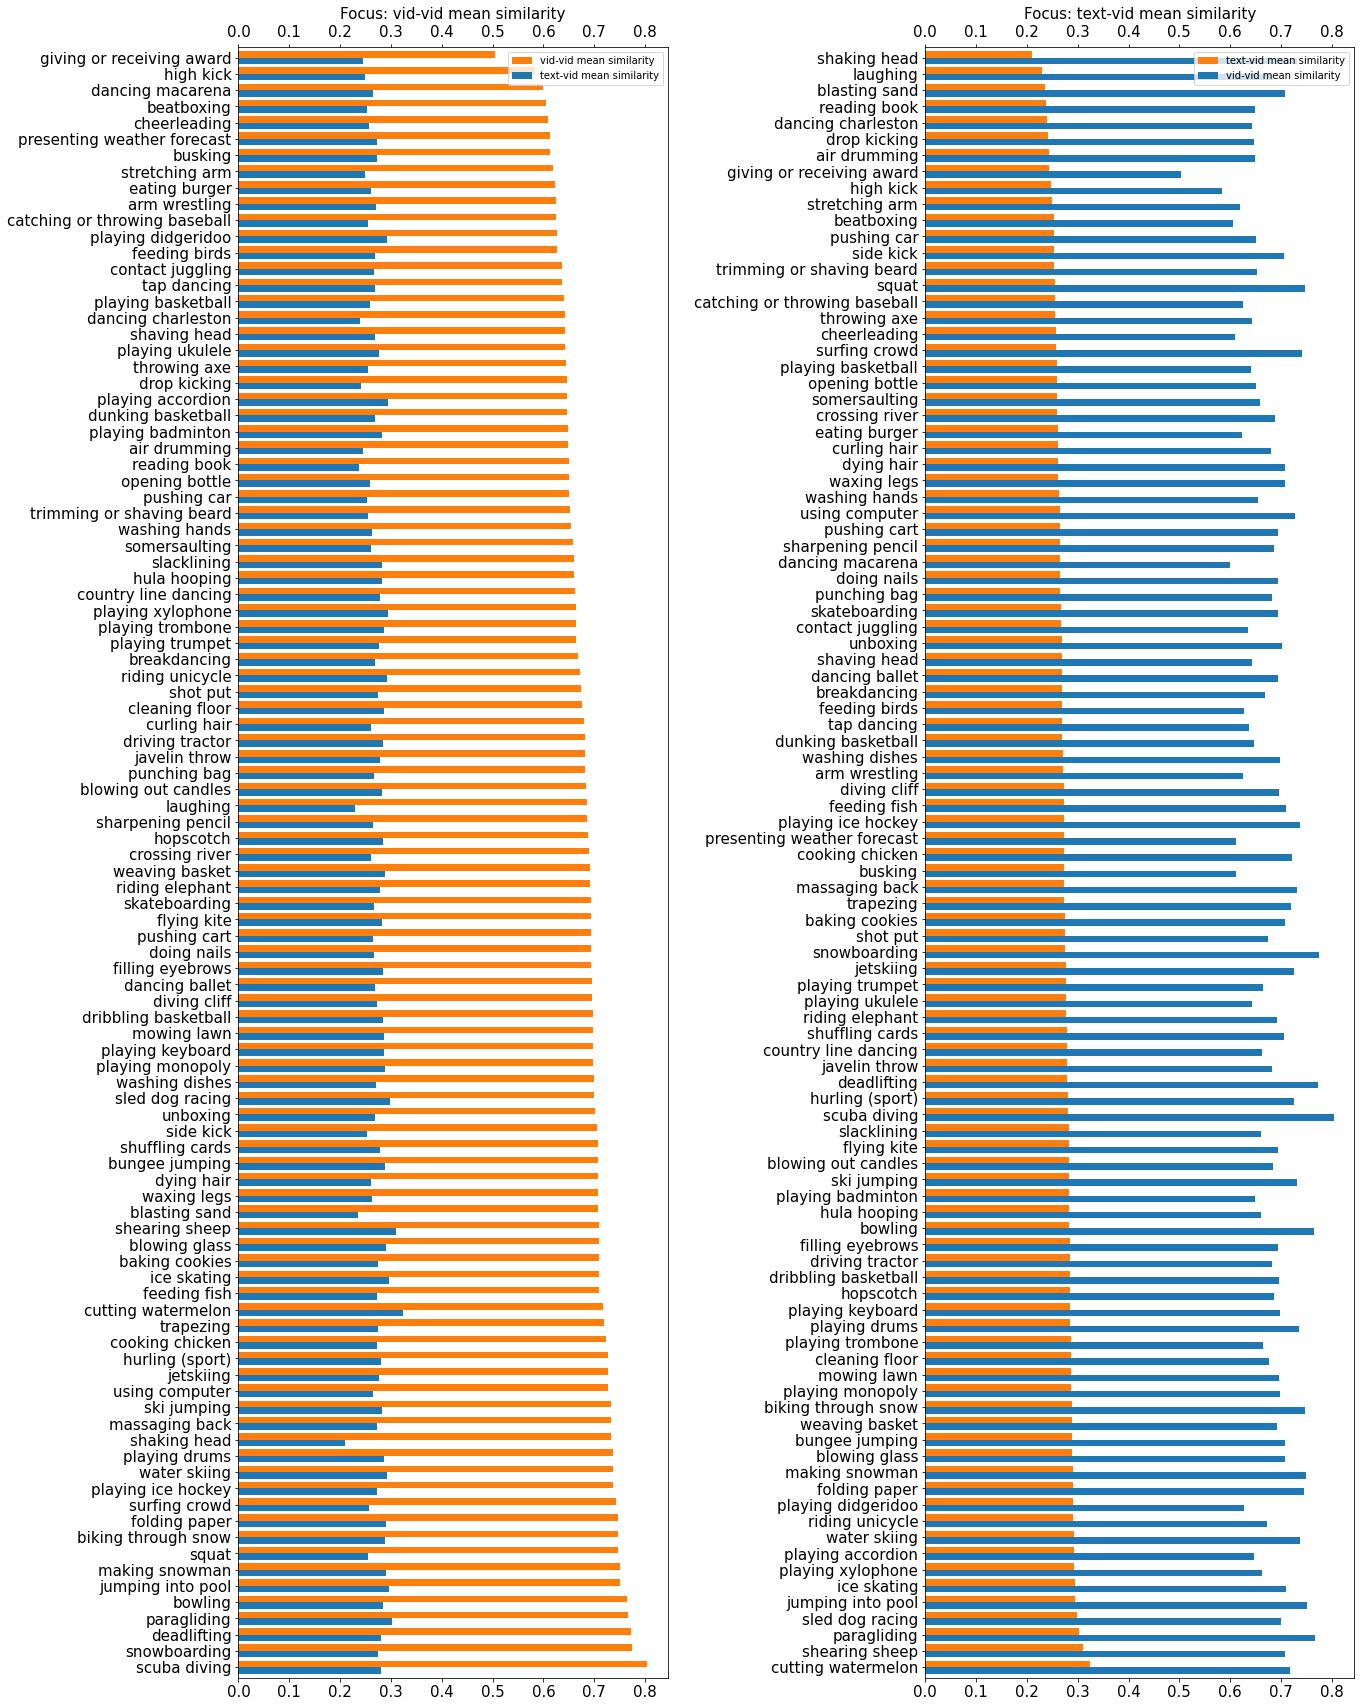 Focus: vid-vid mean similarity
0.0 0.1 0.2 0.3 0.4 0.5 0.6 0.7 0.8
vid-vid mean similarity
text-vid mean similarity
giving or receiving award
high kick
dancing macarena
beatboxing
cheerleading
presenting weather forecast
busking
stretching arm
eating burger
arm wrestling
catching or throwing baseball
playing didgeridoo
feeding birds
contact juggling
tap dancing
playing basketball
dancing charleston
shaving head
playing ukulele
throwing axe
drop kicking
playing accordion
dunking basketball
playing badminton
air drumming
reading book
opening bottle
pushing car
trimming or shaving beard
washing hands
somersaulting
slacklining
hula hooping
country line dancing
playing xylophone
playing trombone
playing trumpet
breakdancing
riding unicycle
shot put
cleaning floor
curling hair
driving tractor
javelin throw
punching bag
blowing out candles
laughing
sharpening pencil
hopscotch
crossing river
weaving basket
riding elephant
skateboarding
flying kite
pushing cart
doing nails
filling eyebrows
dancing ballet
diving cliff
dribbling basketball
mowing lawn
playing keyboard
playing monopoly
washing dishes
sled dog racing
unboxing
side kick
shuffling cards
bungee jumping
dying hair
waxing legs
blasting sand
shearing sheep
blowing glass
baking cookies
ice skating
feeding fish
cutting watermelon
trapezing
cooking chicken
hurling (sport)
jetskiing
using computer
ski jumping
massaging back
shaking head
playing drums
water skiing
playing ice hockey
surfing crowd
folding paper
biking through snow
squat
making snowman
jumping into pool
bowling
paragliding
deadlifting
snowboarding
scuba diving
0.0 0.1 0.2 0.3 0.4 0.5 0.6 0.7 0.8
Focus: text-vid mean similarity
0.0 0.1 0.2 0.3 0.4 0.5 0.6 0.7 0.8
text-vid mean similarity
vid-vid mean similarity
shaking head
laughing
blasting sand
reading book
dancing charleston
drop kicking
air drumming
giving or receiving award
high kick
stretching arm
beatboxing
pushing car
side kick
trimming or shaving beard
squat
catching or throwing baseball
throwing axe
cheerleading
surfing crowd
playing basketball
opening bottle
somersaulting
crossing river
eating burger
curling hair
dying hair
waxing legs
washing hands
using computer
pushing cart
sharpening pencil
dancing macarena
doing nails
punching bag
skateboarding
contact juggling
unboxing
shaving head
dancing ballet
breakdancing
feeding birds
tap dancing
dunking basketball
washing dishes
arm wrestling
diving cliff
feeding fish
playing ice hockey
presenting weather forecast
cooking chicken
busking
massaging back
trapezing
baking cookies
shot put
snowboarding
jetskiing
playing trumpet
playing ukulele
riding elephant
shuffling cards
country line dancing
javelin throw
deadlifting
hurling (sport)
scuba diving
slacklining
flying kite
blowing out candles
ski jumping
playing badminton
hula hooping
bowling
filling eyebrows
driving tractor
dribbling basketball
hopscotch
playing keyboard
playing drums
playing trombone
cleaning floor
mowing lawn
playing monopoly
biking through snow
weaving basket
bungee jumping
blowing glass
making snowman
folding paper
playing didgeridoo
riding unicycle
water skiing
playing accordion
playing xylophone
ice skating
jumping into pool
sled dog racing
paragliding
shearing sheep
cutting watermelon
0.0 0.1 0.2 0.3 0.4 0.5 0.6 0.7 0.8